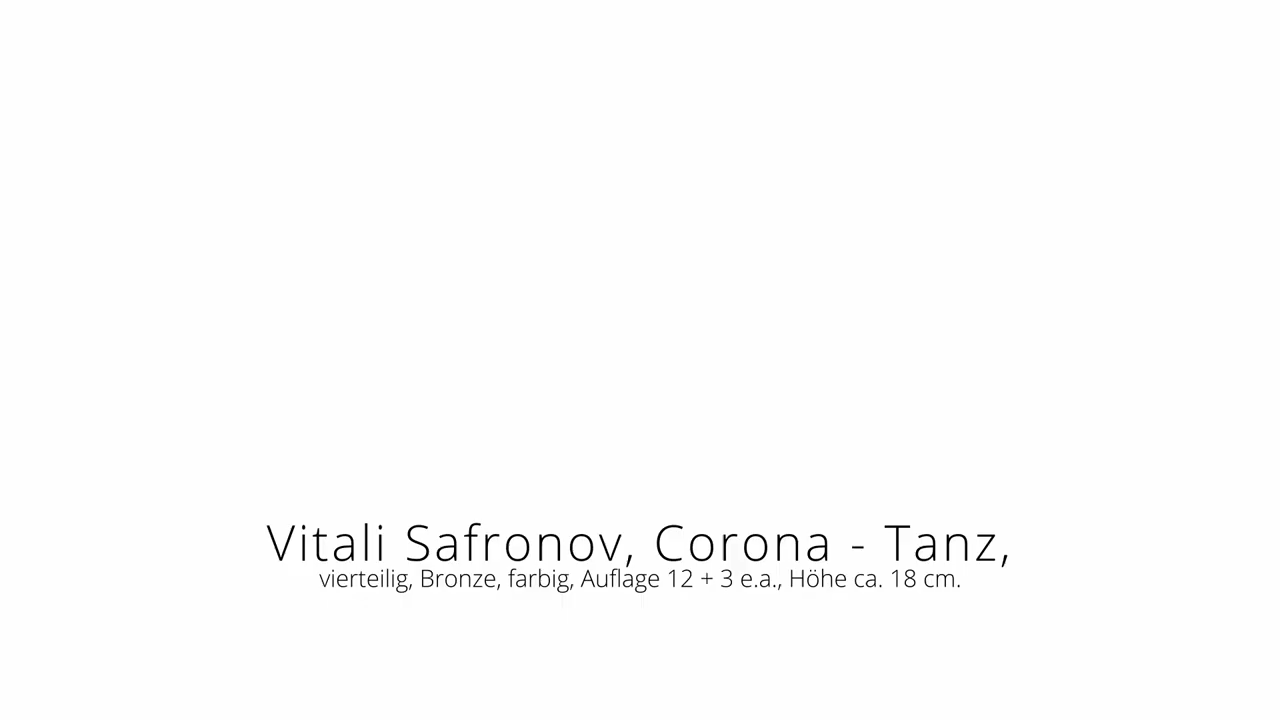 Vitali Safronov, Corona - Tanz,
vierteilig, Bronze, farbig, Auflage 12 + 3 e.a., Höhe ca. 18 cm.